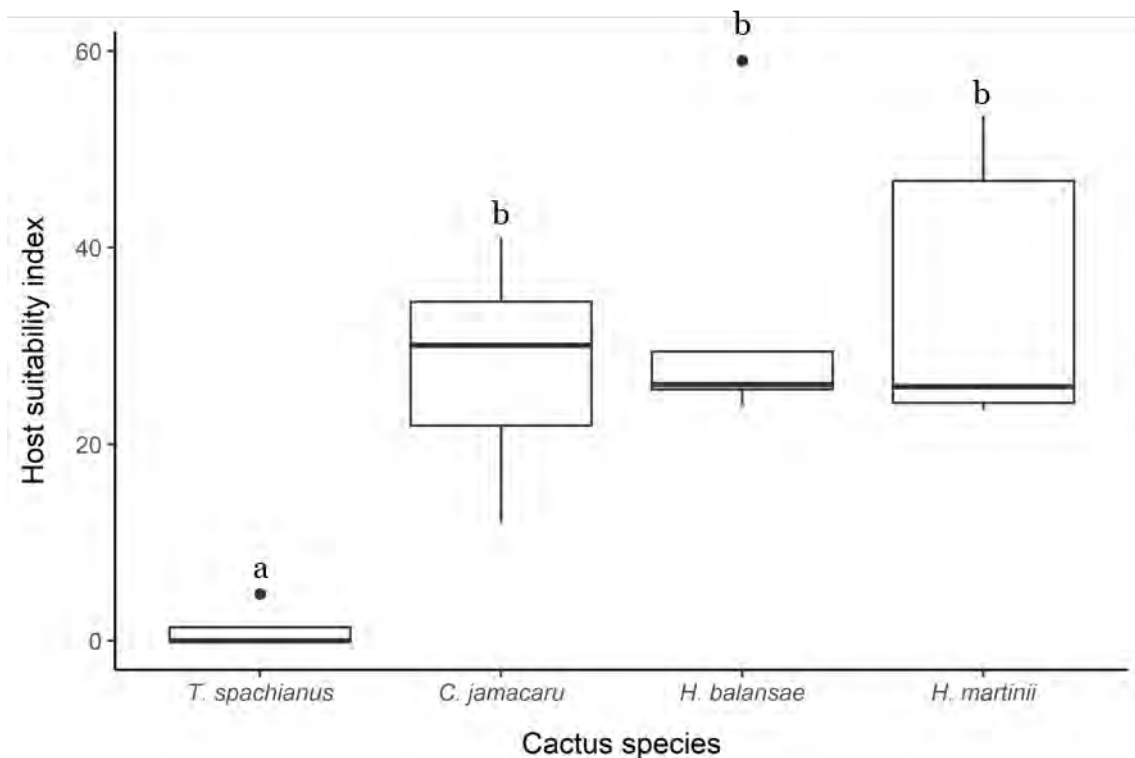 b
60
b
b
40
Host suitability index
20
a
0
T. spachianus
C. jamacaru
H. balansae
H. martinii
Cactus species